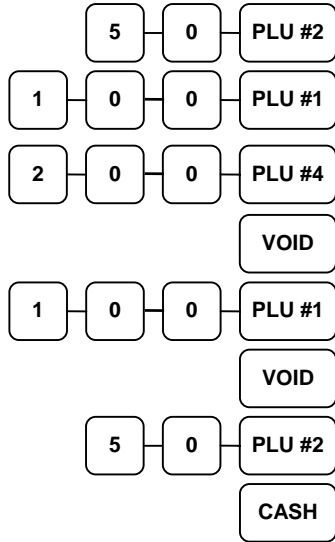 5 0 PLU #2
1 0 0 PLU #1
2 0 0 PLU #4
VOID
1 0 0 PLU #1
VOID
5 0 PLU #2
CASH